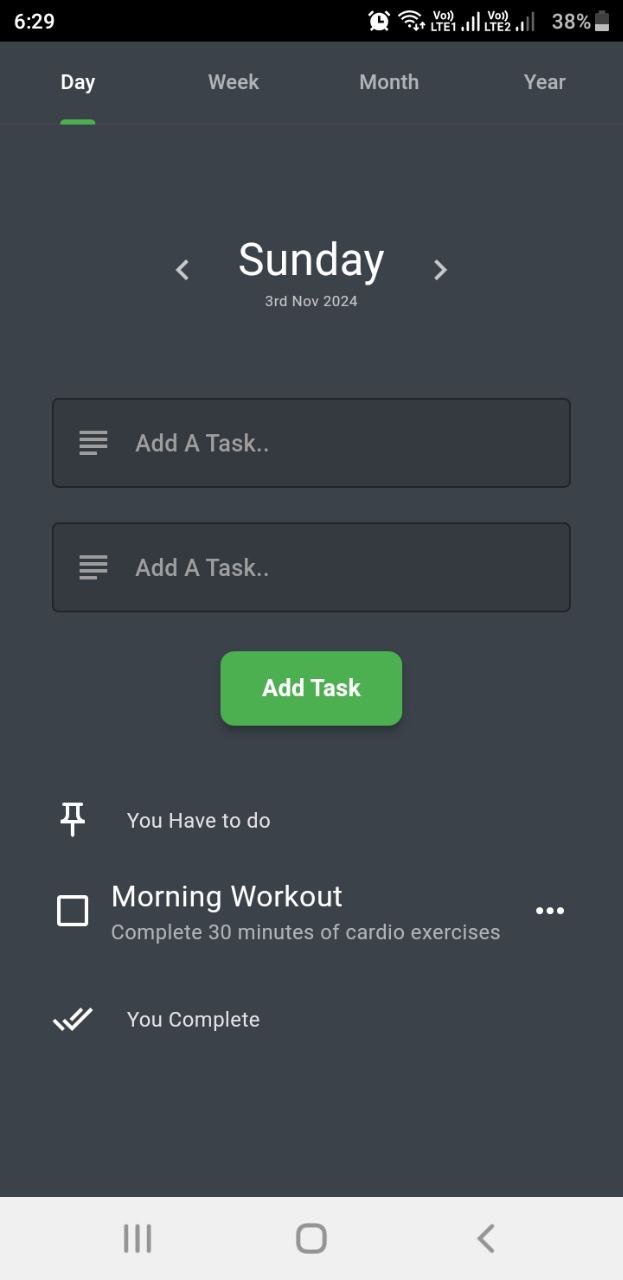 6:29
Vo)) LTE1 Vo)) LTE2 38%
Day Week Month Year
Sunday
3rd Nov 2024
Add A Task..
Add A Task..
Add Task
You Have to do
Morning Workout
Complete 30 minutes of cardio exercises
You Complete